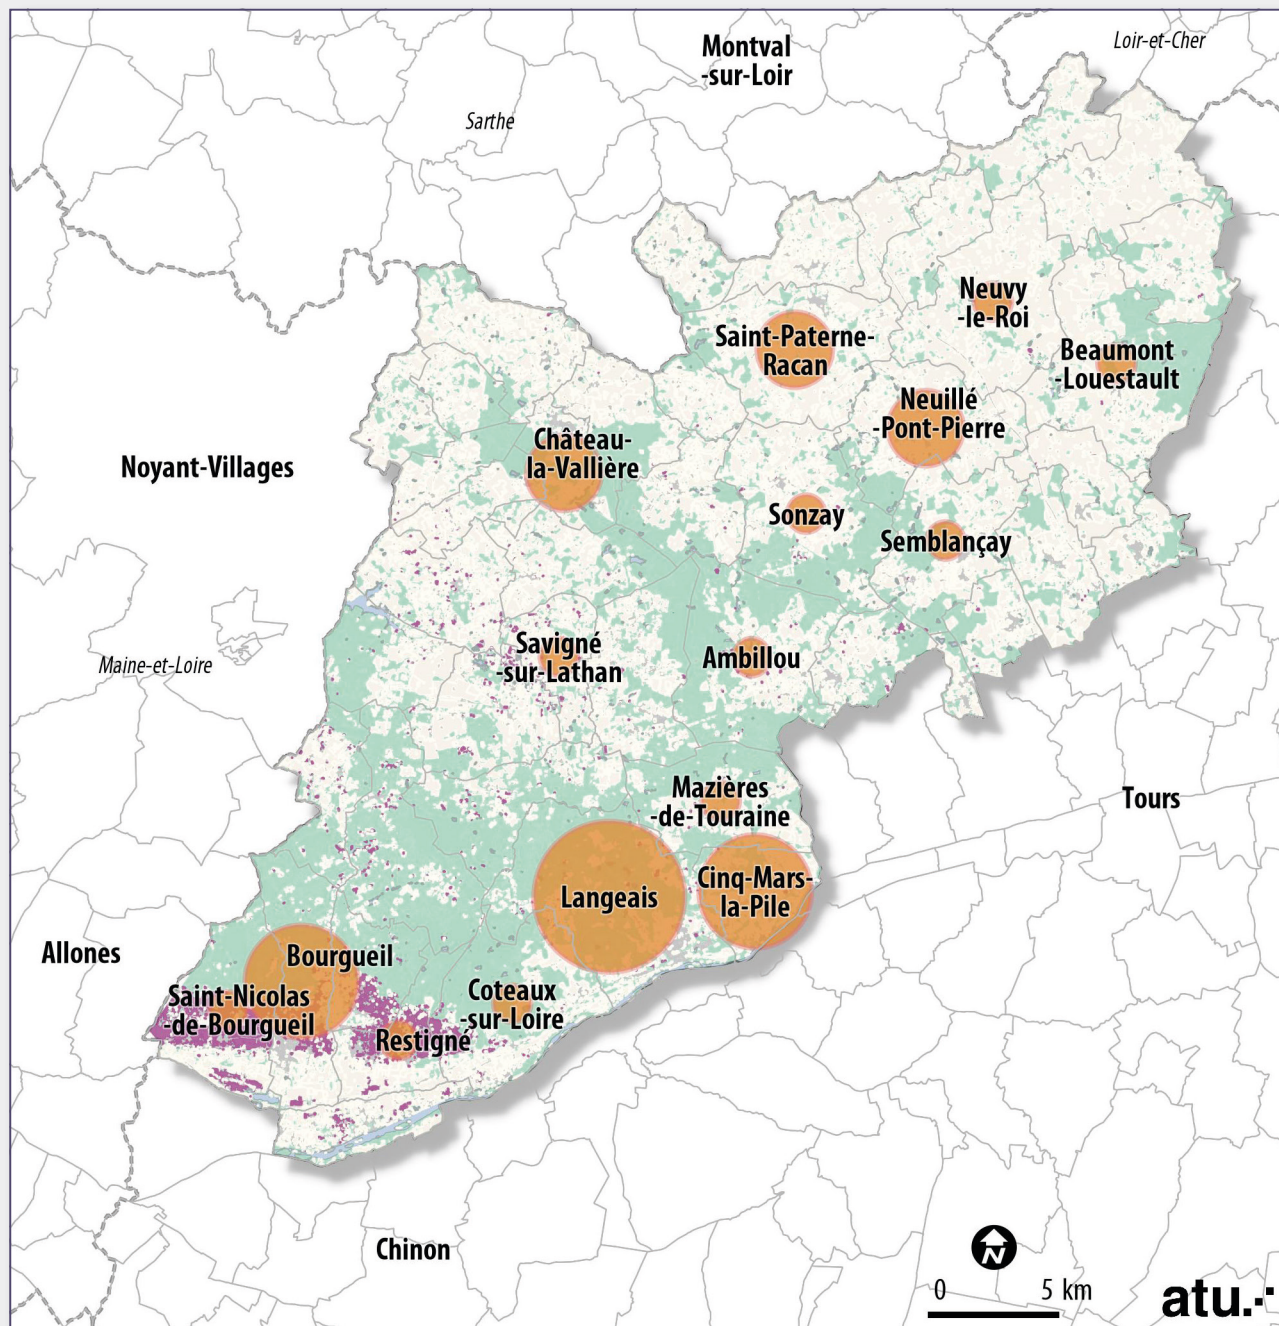 Montval
-sur-Loir
Loir-et-Cher
Sarthe
Neuvy
-le-Roi
Saint-Paterne-
Racan
Beaumont
-Louestault
Neuillé
-Pont-Pierre
Château-
la-Vallière
Noyant-Villages
Sonzay
Semblançay
Savigné
-sur-Lathan
Ambillou
Maine-et-Loire
Mazières
-de-Touraine
Tours
Langeais
Cinq-Mars-
la-Pile
Allones
Bourgueil
Saint-Nicolas
-de-Bourgueil
Coteaux
-sur-Loire
Restigné
Chinon
N
0 5 km
atu.